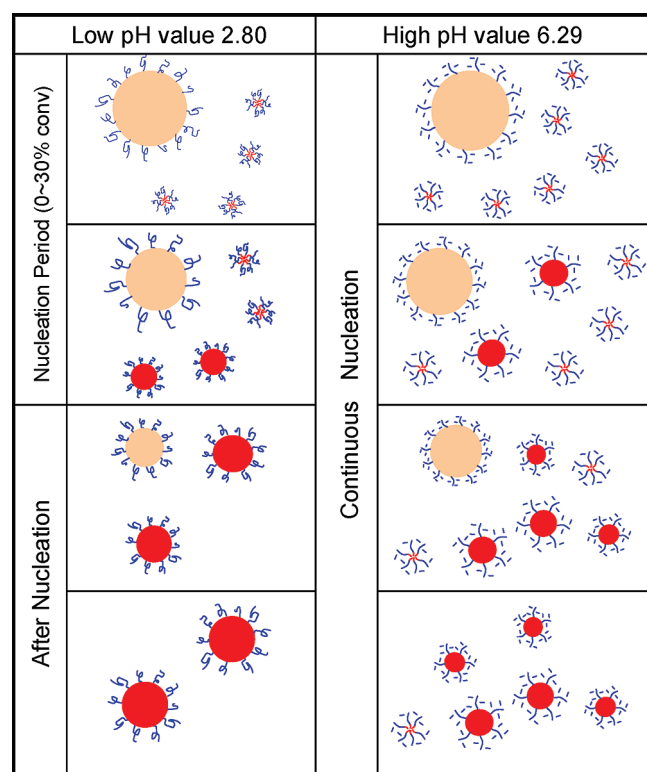 Low pH value 2.80
High pH value 6.29
Nucleation Period (0~30% conv)
After Nucleation
Continuous Nucleation